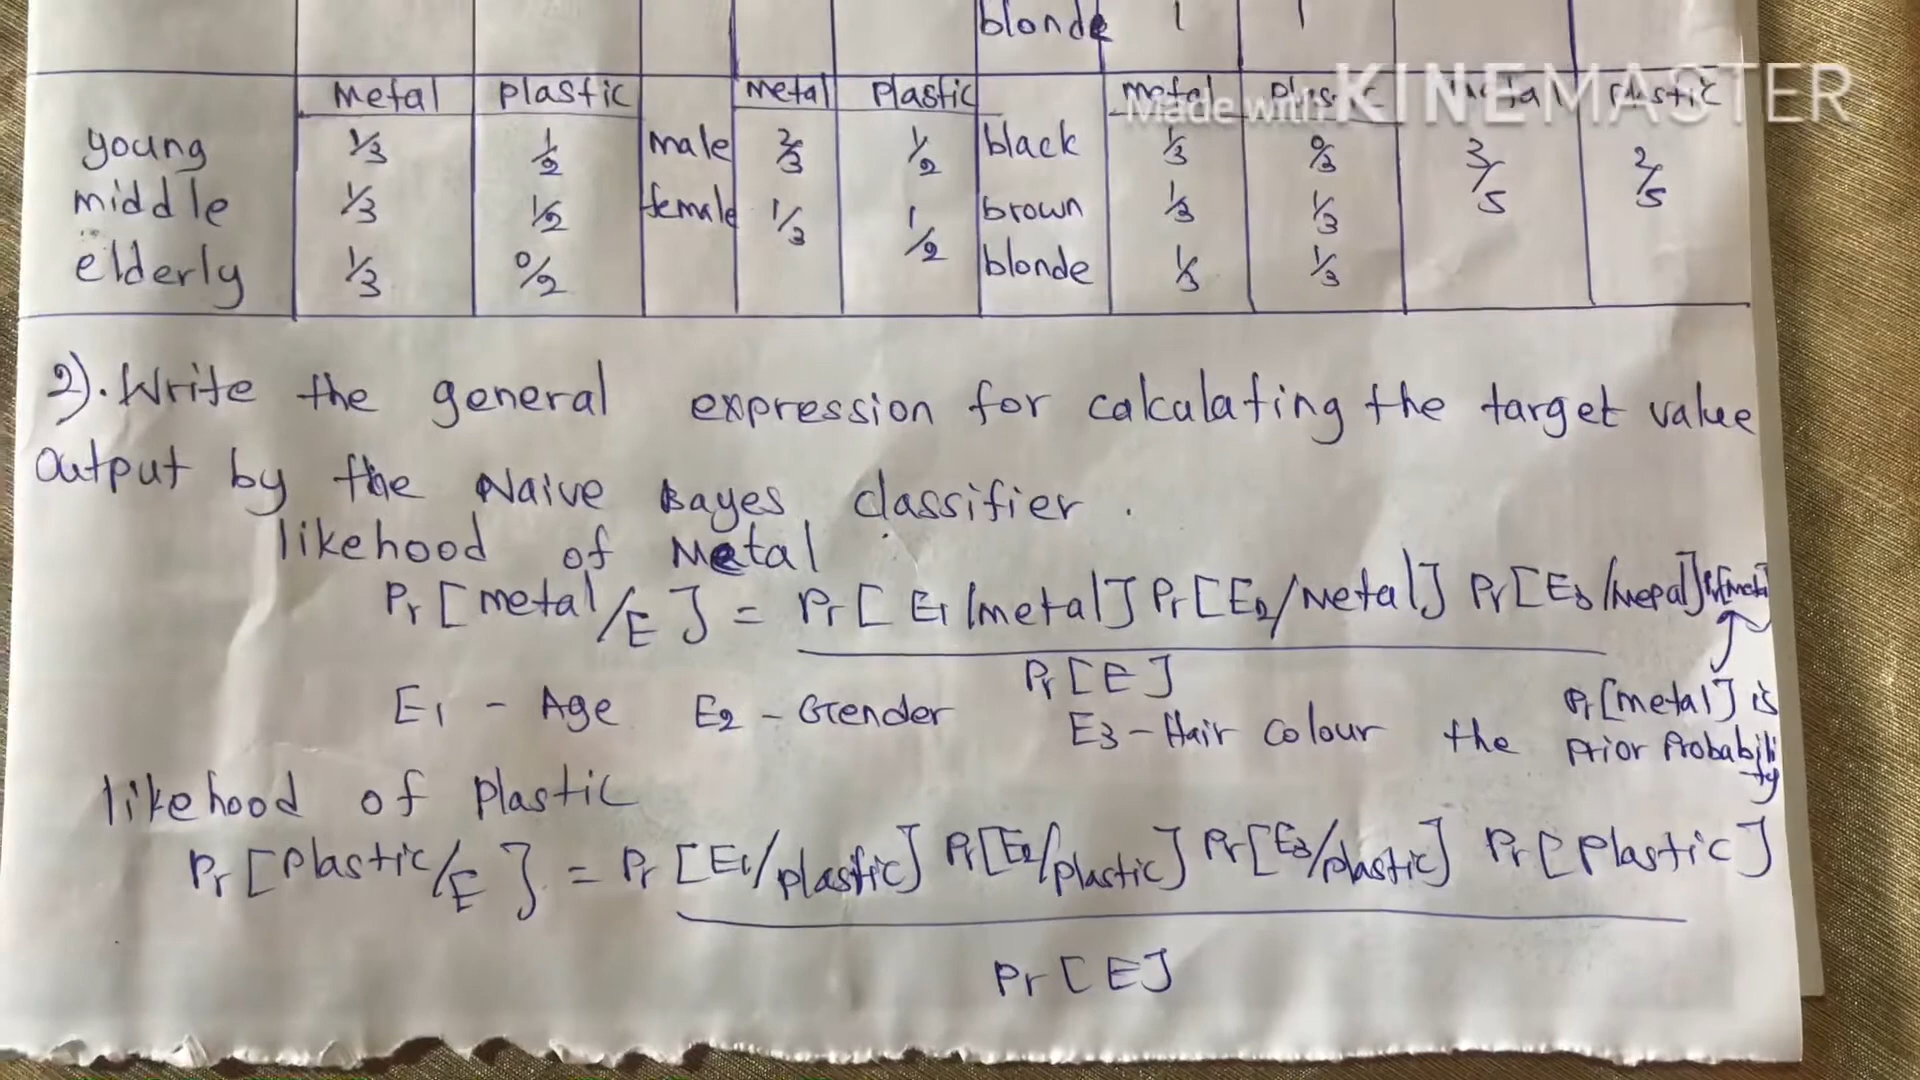 blonde 1 1
metal plastic metal plastic metal plastic
Made with KINEMASTER
young 1/3 1/2 male 2/3 1/2 black 1/3 0/2 3/5 2/5
middle 1/3 1/2 female 1/3 1/2 brown 1/3 1/3
elderly 1/3 0/2 blonde 1/3 1/3
2). Write the general expression for calculating the target value
output by the Naive Bayes classifier.
likehood of Metal
Pr[metal/E] = Pr[E1/metal] Pr[E2/Metal] Pr[E3/
Pr[E]
E1 - Age E2 - Gender E3 - Hair colour the Pr[metal] is
prior Probability
likehood of plastic
Pr[Plastic/E] = Pr[E1/plastic] Pr[E2/plastic] Pr[E3/plastic] Pr[Plastic]
Pr[E]